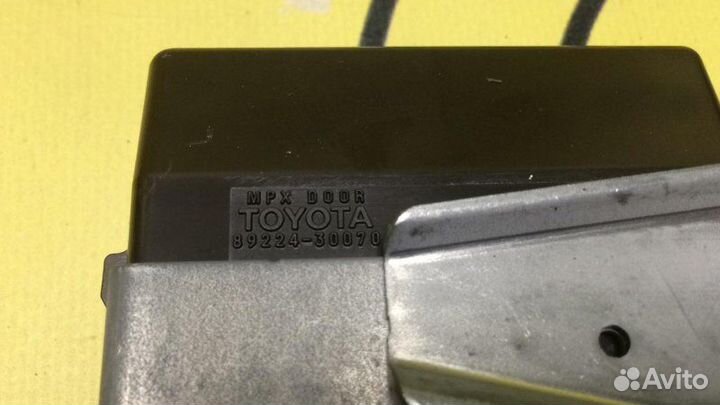 MPX DOOR
TOYOTA
89224-30070
Avito